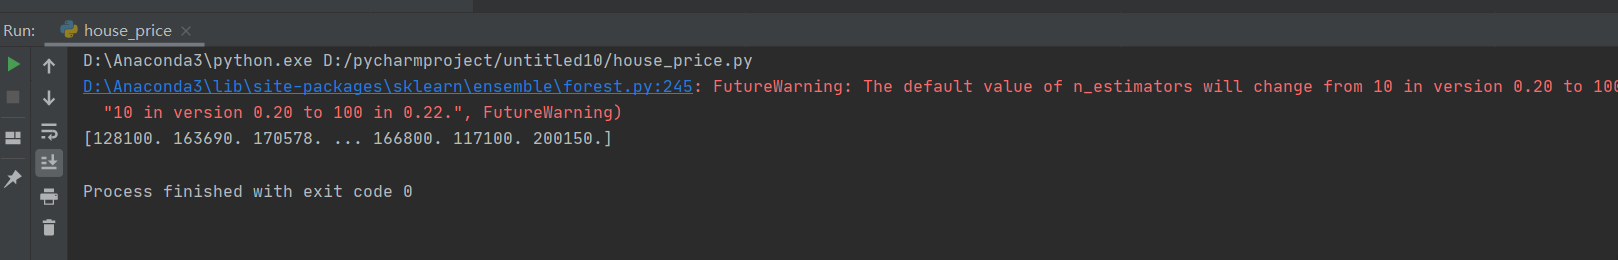 Run: house_price
D:\Anaconda3\python.exe D:/pycharmproject/untitled10/house_price.py
D:\Anaconda3\lib\site-packages\sklearn\ensemble\forest.py:245: FutureWarning: The default value of n_estimators will change from 10 in version 0.20 to 100
"10 in version 0.20 to 100 in 0.22.", FutureWarning)
[128100. 163690. 170578. ... 166800. 117100. 200150.]
Process finished with exit code 0